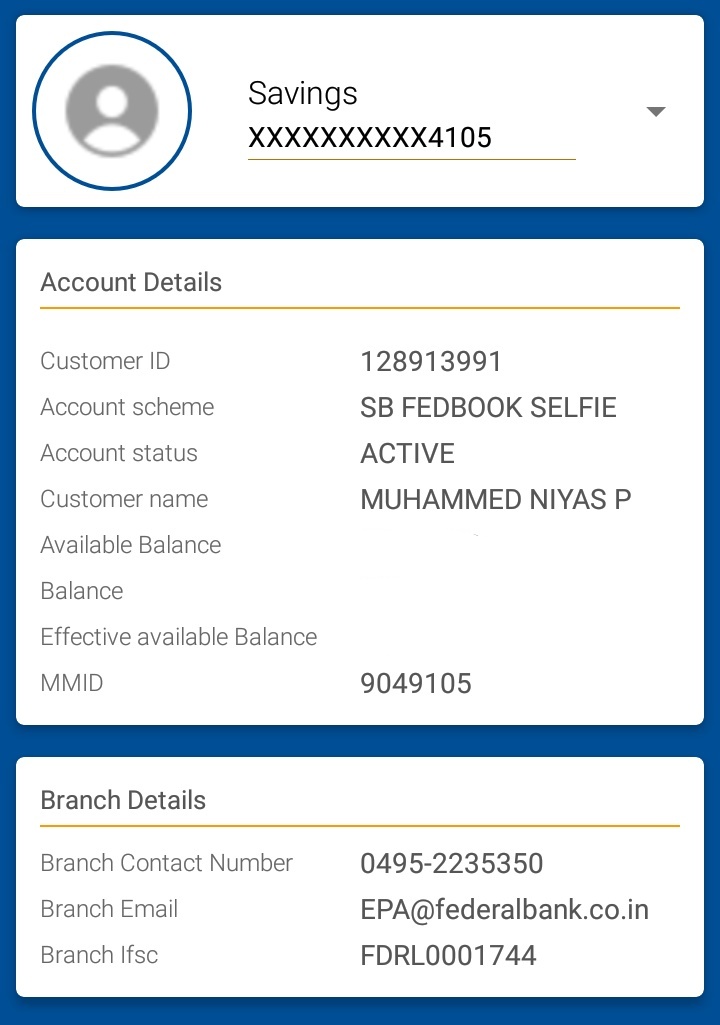 Savings
XXXXXXXXXX4105
Account Details
Customer ID 128913991
Account scheme SB FEDBOOK SELFIE
Account status ACTIVE
Customer name MUHAMMED NIYAS P
Available Balance
Balance
Effective available Balance
MMID 9049105
Branch Details
Branch Contact Number 0495-2235350
Branch Email EPA@federalbank.co.in
Branch Ifsc FDRL0001744